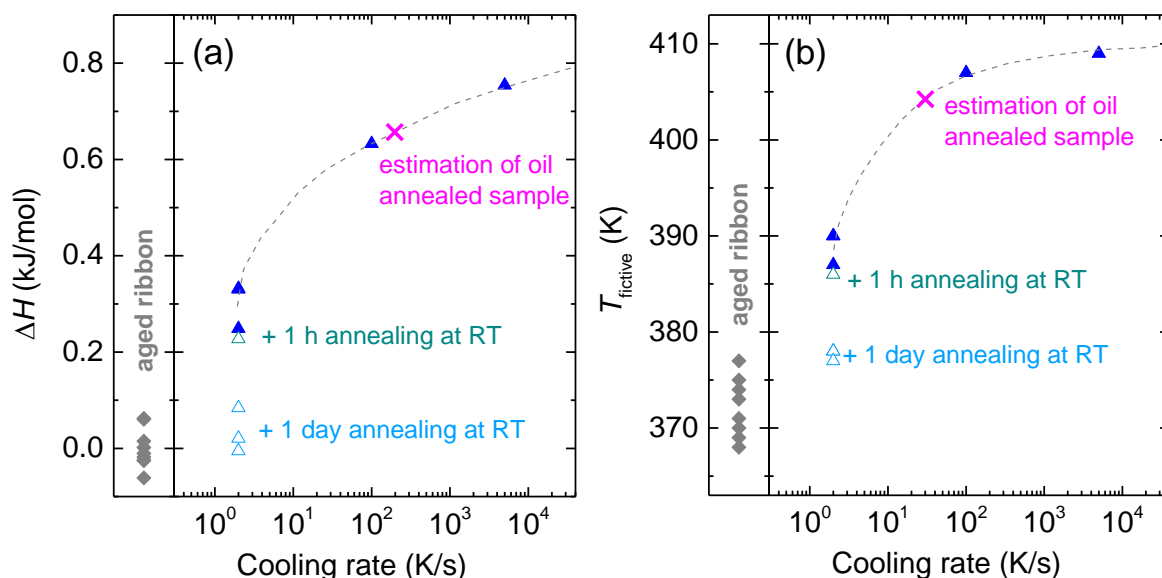 (a)
0.8
0.6
0.4
0.2
0.0
ΔH (kJ/mol)
aged ribbon
estimation of oil
annealed sample
+ 1 h annealing at RT
+ 1 day annealing at RT
10⁰ 10¹ 10² 10³ 10⁴
Cooling rate (K/s)
(b)
410
400
390
380
370
T_fictive (K)
aged ribbon
estimation of oil
annealed sample
+ 1 h annealing at RT
+ 1 day annealing at RT
10⁰ 10¹ 10² 10³ 10⁴
Cooling rate (K/s)